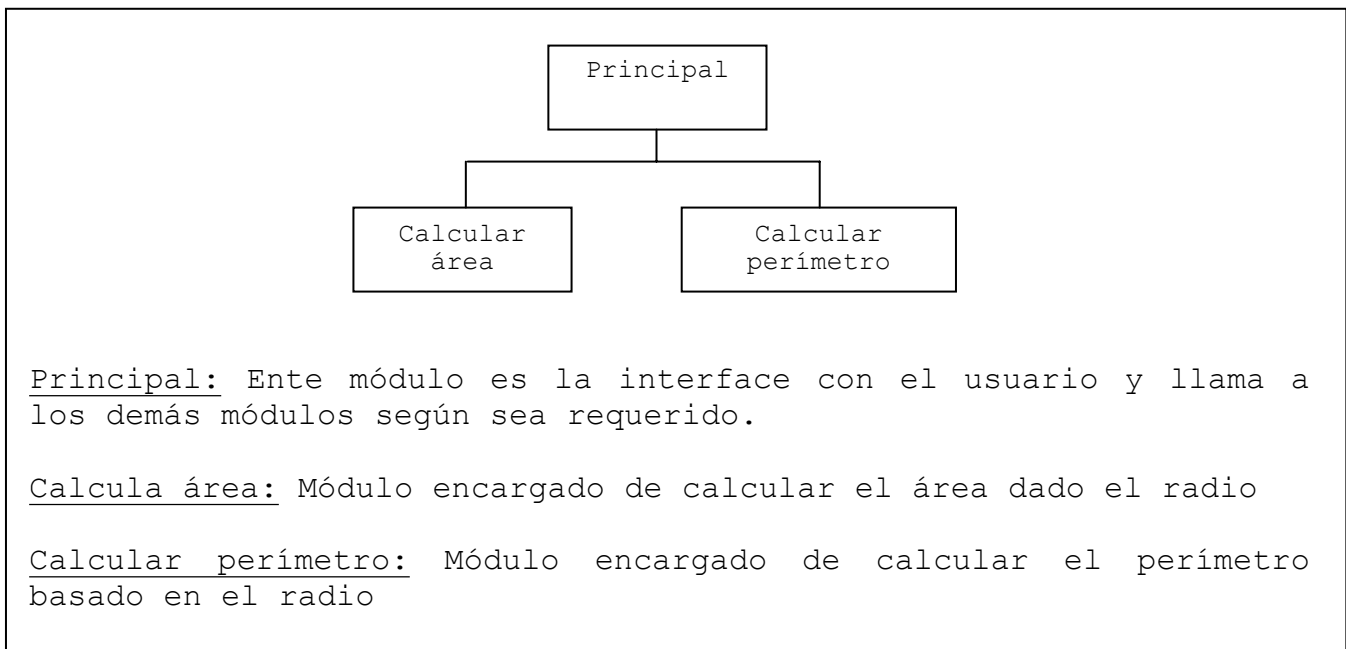 Principal
Calcular
área
Calcular
perímetro
Principal: Ente módulo es la interface con el usuario y llama a
los demás módulos según sea requerido.
Calcula área: Módulo encargado de calcular el área dado el radio
Calcular perímetro: Módulo encargado de calcular el perímetro
basado en el radio